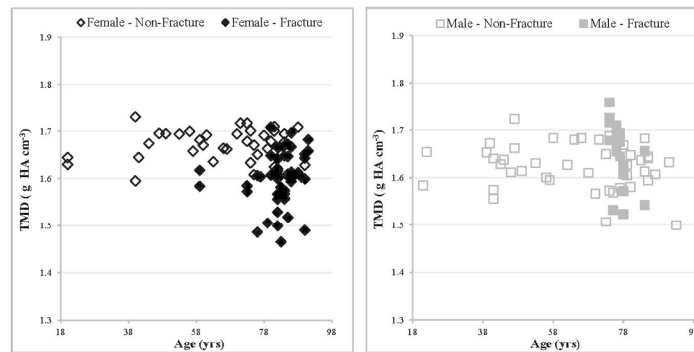 Female - Non-Fracture Female - Fracture
1.9
1.8
1.7
1.6
1.5
1.4
1.3
TMD ( g HA cm-3)
18 38 58 78 98
Age (yrs)
Male - Non-Fracture Male - Fracture
1.9
1.8
1.7
1.6
1.5
1.4
1.3
TMD ( g HA cm-3)
18 38 58 78
Age (yrs)